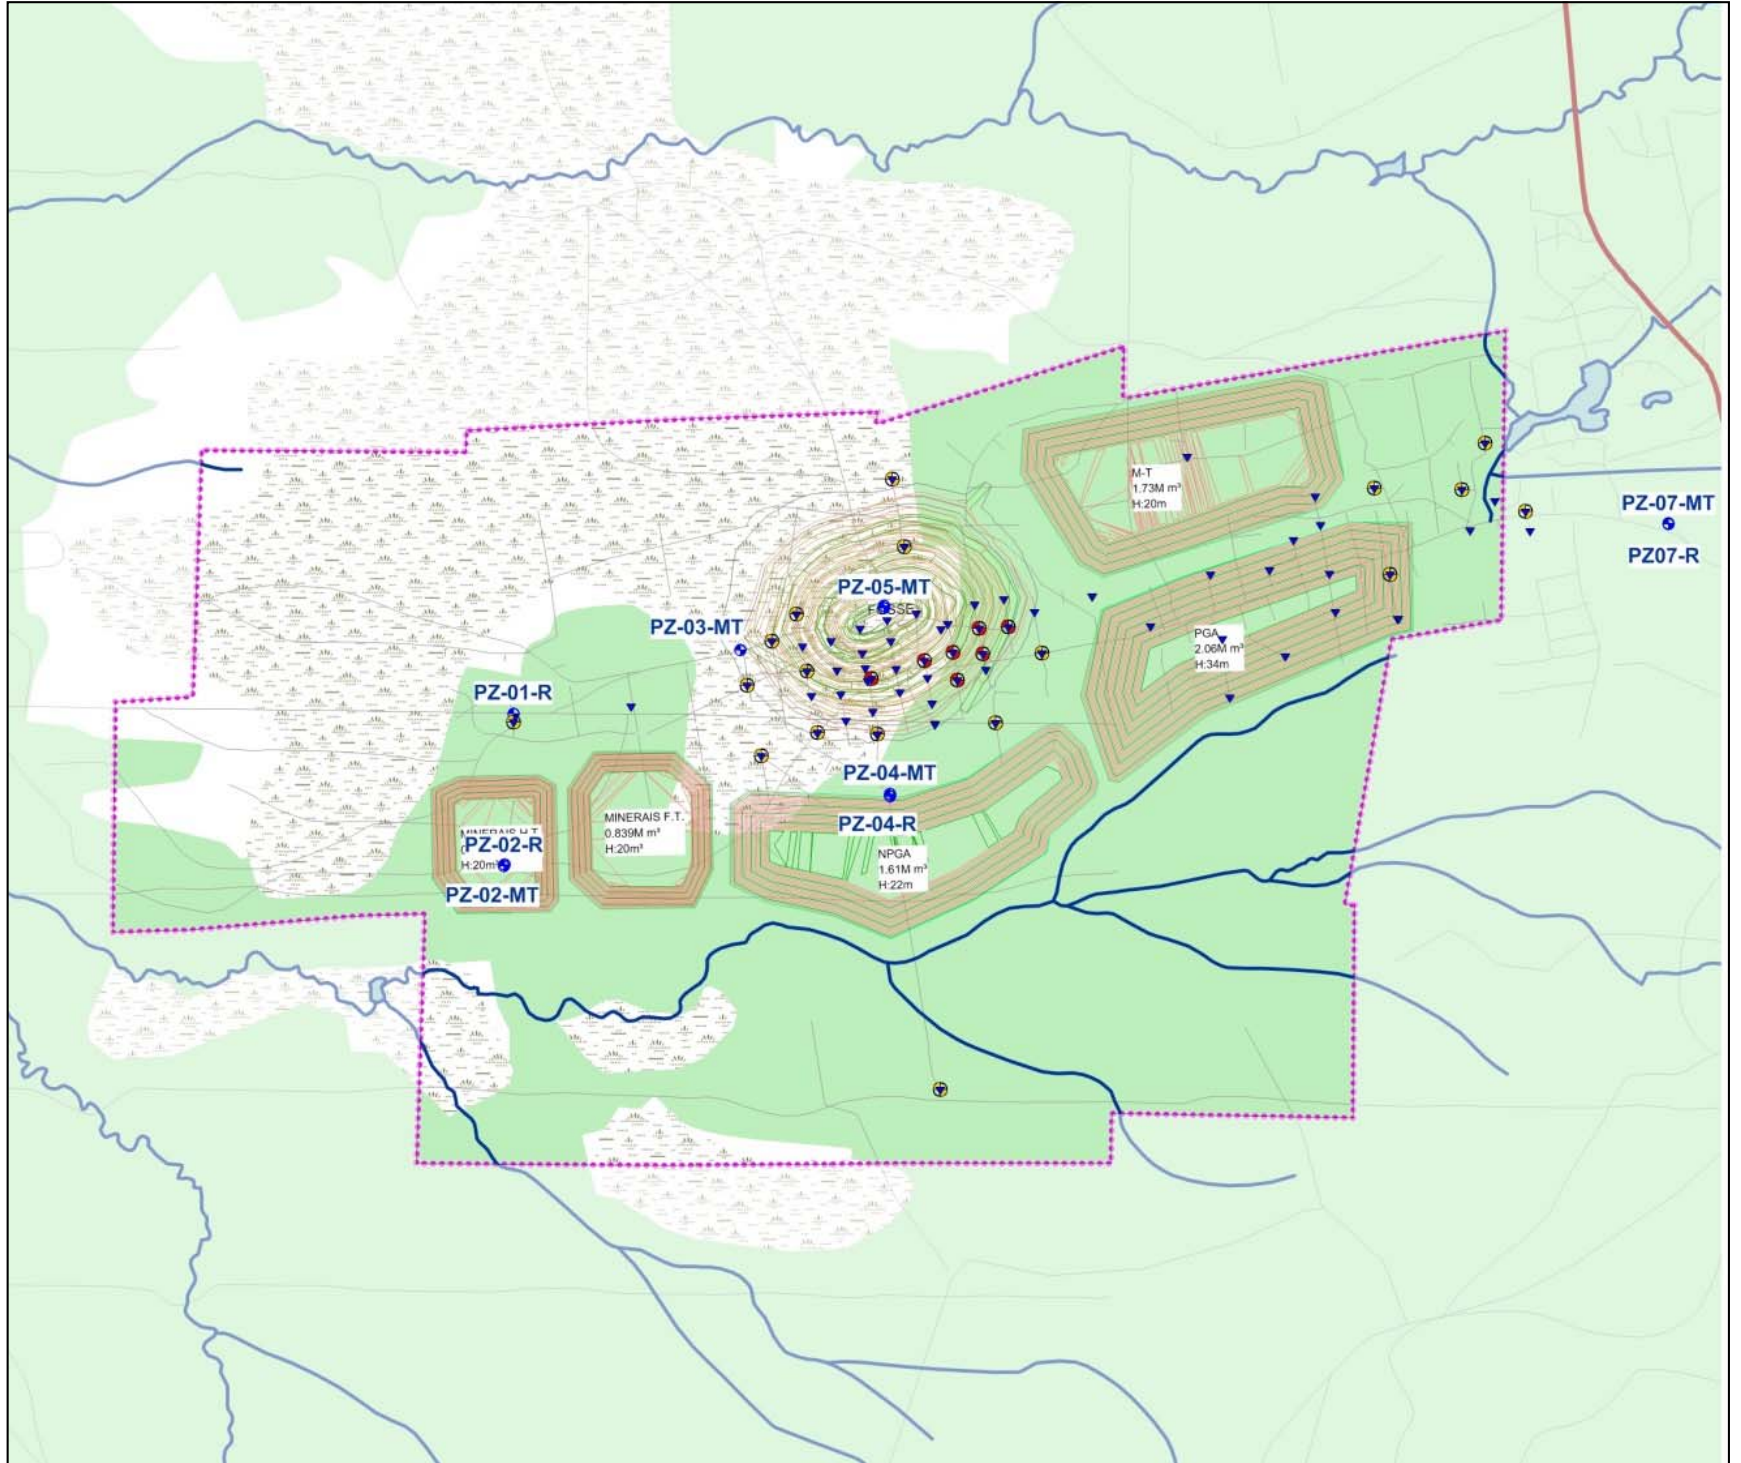 M-T
1.73M m³
H:20m
PZ-07-MT
PZ07-R
PZ-05-MT
FOSSE
PZ-03-MT
PGA
2.06M m³
H:34m
PZ-01-R
PZ-04-MT
PZ-04-R
MINERAIS F.T.
0.839M m³
H:20m³
MINERAIS H.T.
PZ-02-R
H:20m³
PZ-02-MT
NPGA
1.61M m³
H:22m